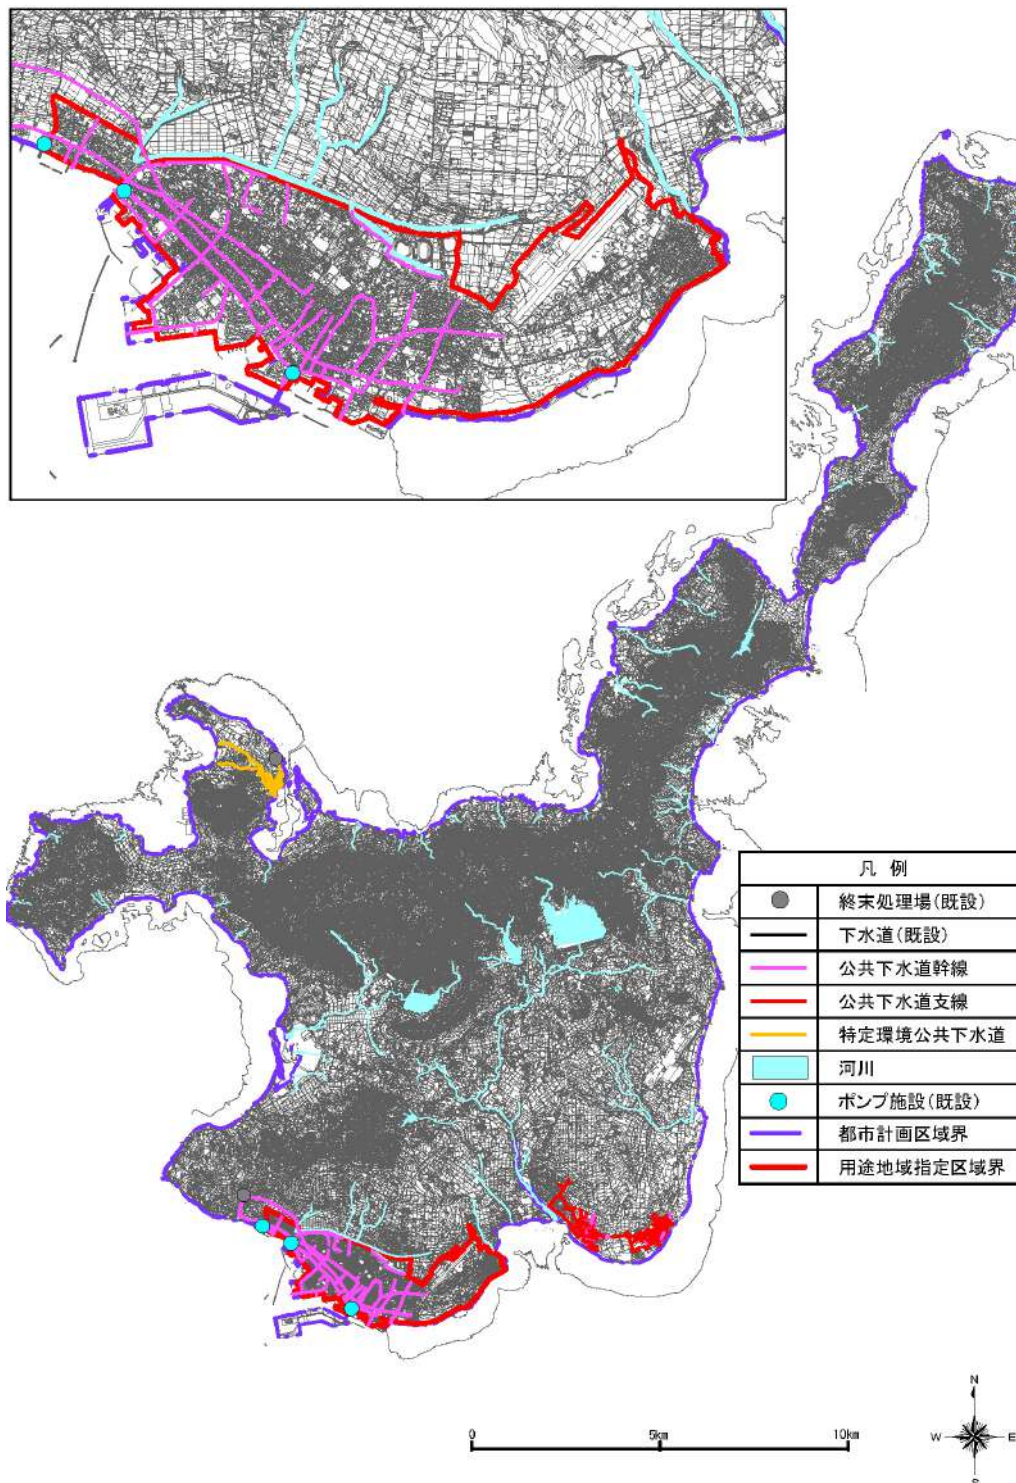 凡 例
終末処理場(既設)
下水道(既設)
公共下水道幹線
公共下水道支線
特定環境公共下水道
河川
ポンプ施設(既設)
都市計画区域界
用途地域指定区域界
0 5km 10km
N
W E
S